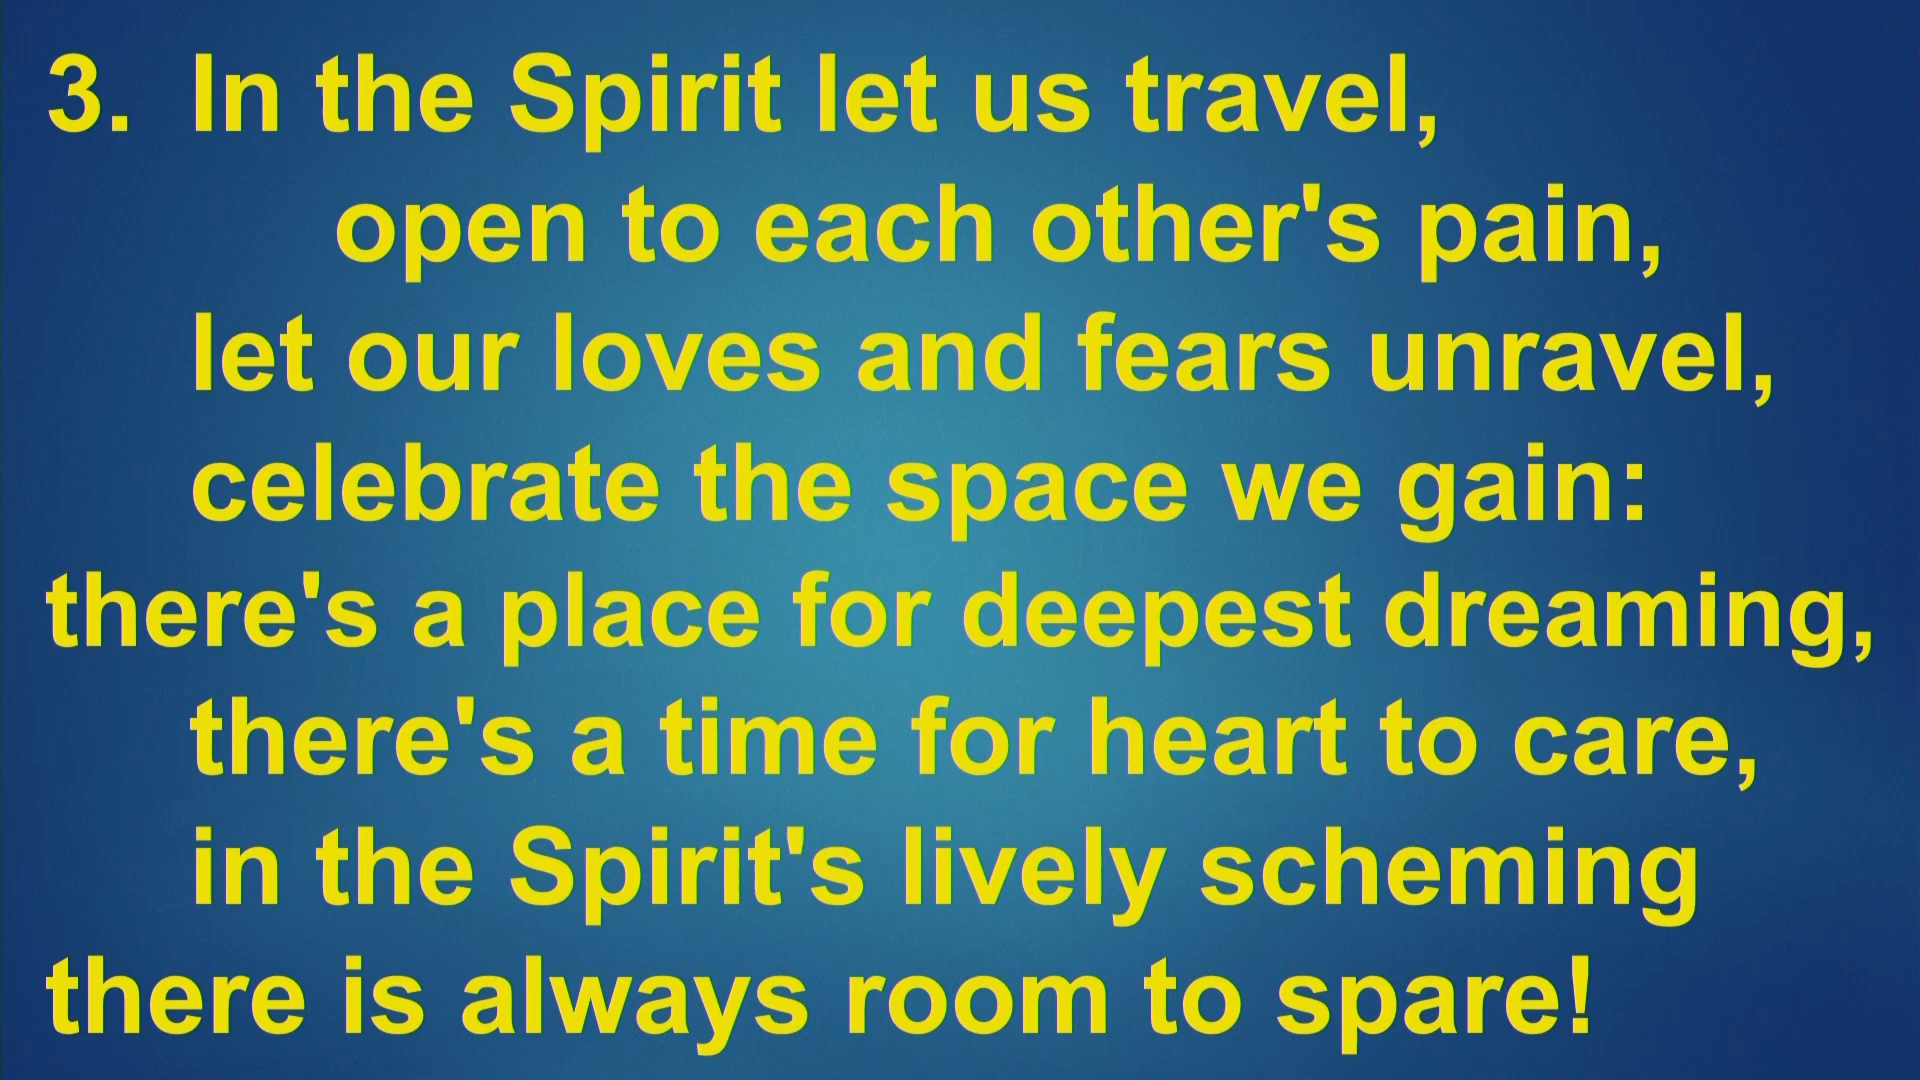 3. In the Spirit let us travel,
open to each other's pain,
let our loves and fears unravel,
celebrate the space we gain:
there's a place for deepest dreaming,
there's a time for heart to care,
in the Spirit's lively scheming
there is always room to spare!